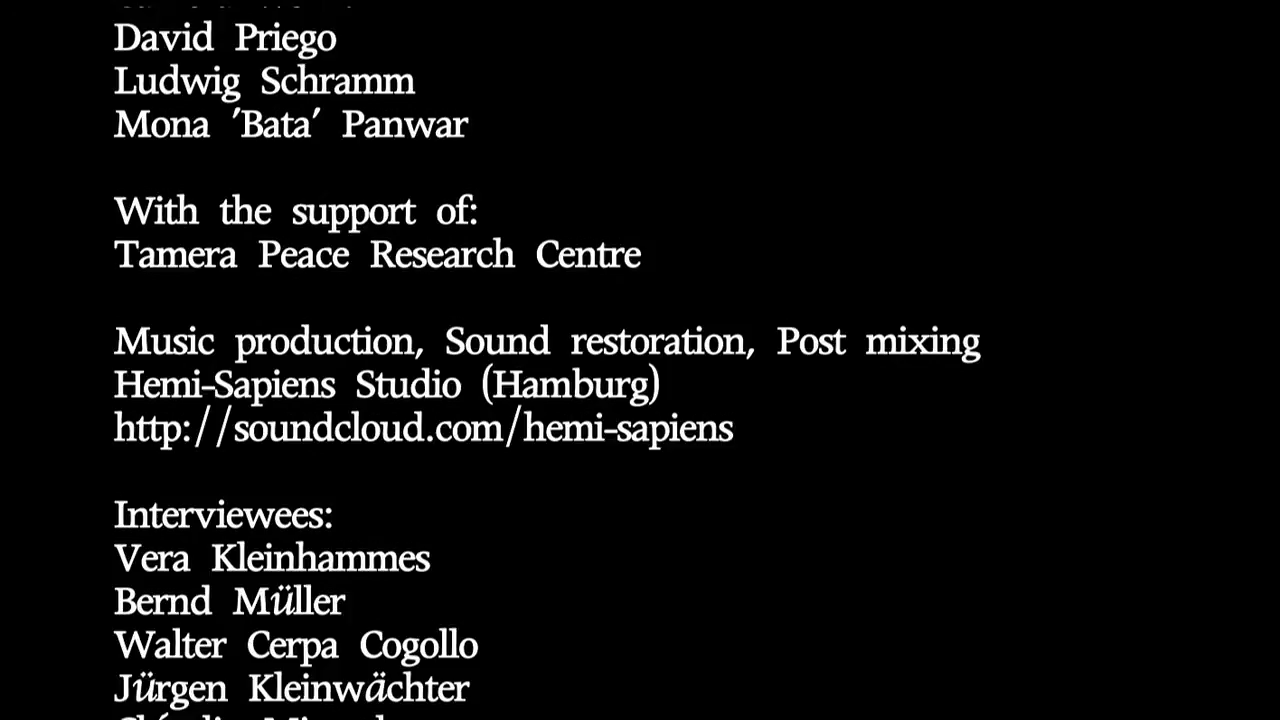 David Priego
Ludwig Schramm
Mona 'Bata' Panwar
With the support of:
Tamera Peace Research Centre
Music production, Sound restoration, Post mixing
Hemi-Sapiens Studio (Hamburg)
http://soundcloud.com/hemi-sapiens
Interviewees:
Vera Kleinhammes
Bernd Müller
Walter Cerpa Cogollo
Jürgen Kleinwächter